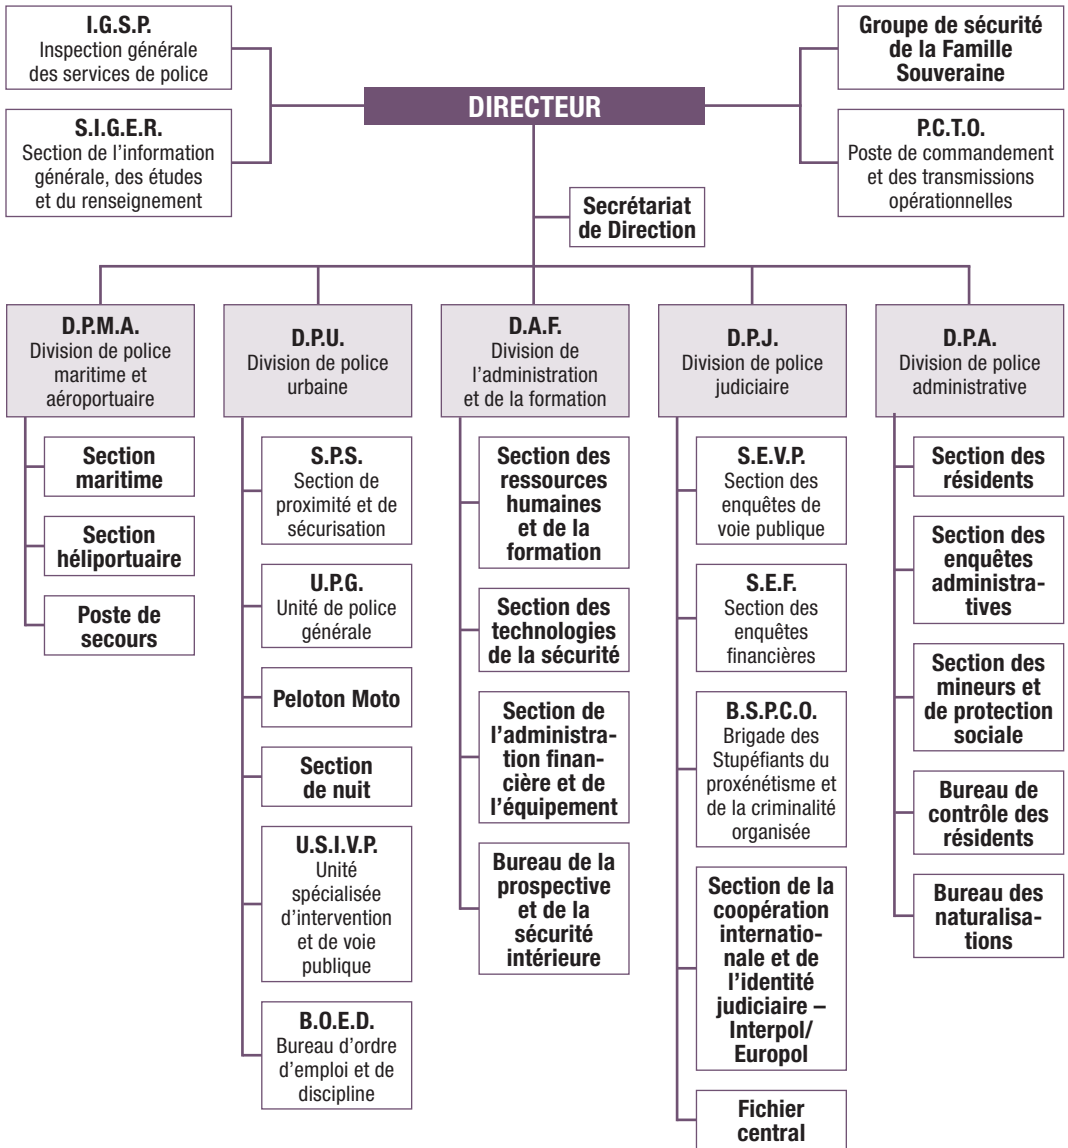 I.G.S.P.
Inspection générale
des services de police
S.I.G.E.R.
Section de l'information
générale, des études
et du renseignement
DIRECTEUR
Groupe de sécurité
de la Famille
Souveraine
P.C.T.O.
Poste de commandement
et des transmissions
opérationnelles
Secrétariat
de Direction
D.P.M.A.
Division de police
maritime et
aéroportuaire
Section
maritime
Section
héliportuaire
Poste de
secours
D.P.U.
Division de police
urbaine
S.P.S.
Section de
proximité et de
sécurisation
U.P.G.
Unité de police
générale
Peloton Moto
Section
de nuit
U.S.I.V.P.
Unité
spécialisée
d'intervention
et de voie
publique
B.O.E.D.
Bureau d'ordre
d'emploi et de
discipline
D.A.F.
Division de
l'administration
et de la formation
Section des
ressources
humaines
et de la
formation
Section des
technologies
de la sécurité
Section de
l'administra-
tion finan-
cière et de
l'équipement
Bureau de la
prospective
et de la
sécurité
intérieure
D.P.J.
Division de police
judiciaire
S.E.V.P.
Section des
enquêtes de
voie publique
S.E.F.
Section des
enquêtes
financières
B.S.P.C.O.
Brigade des
Stupéfiants du
proxénétisme et
de la criminalité
organisée
Section de la
coopération
internatio-
nale et de
l'identité
judiciaire –
Interpol/
Europol
Fichier
central
D.P.A.
Division de police
administrative
Section des
résidents
Section des
enquêtes
administra-
tives
Section des
mineurs et
de protection
sociale
Bureau de
contrôle des
résidents
Bureau des
naturalisa-
tions